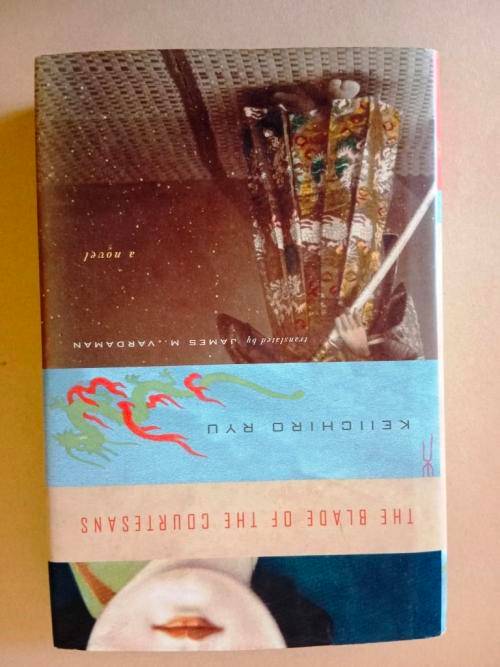 THE BLADE OF THE COURTESANS
KEIICHIRO RYU
translated by JAMES M. VARDAMAN
a novel